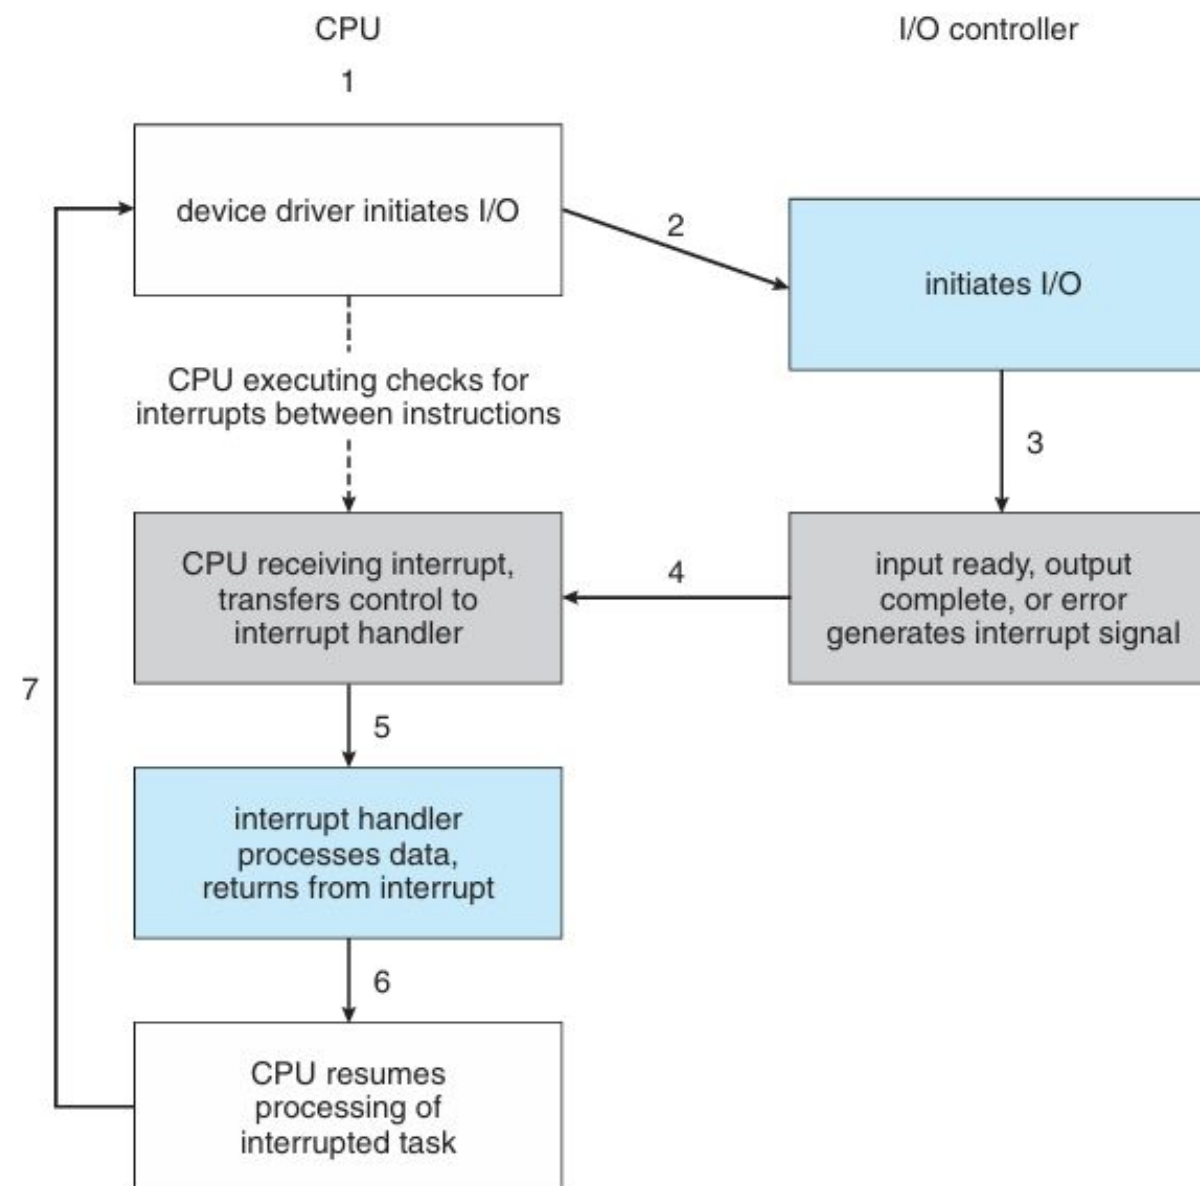 CPU
I/O controller
1
device driver initiates I/O
2
initiates I/O
CPU executing checks for
interrupts between instructions
3
CPU receiving interrupt,
transfers control to
interrupt handler
4
input ready, output
complete, or error
generates interrupt signal
7
5
interrupt handler
processes data,
returns from interrupt
6
CPU resumes
processing of
interrupted task